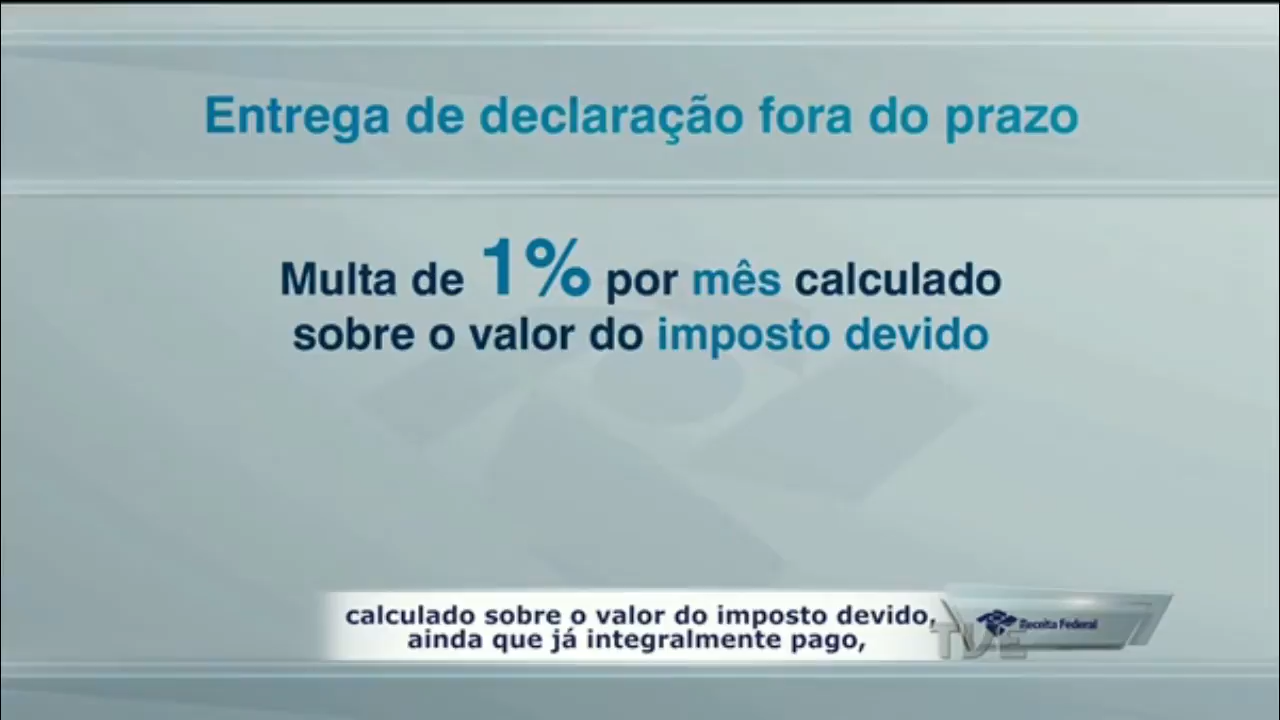 Entrega de declaração fora do prazo
Multa de 1% por mês calculado
sobre o valor do imposto devido
calculado sobre o valor do imposto devido,
ainda que já integralmente pago,
Receita Federal
TVE